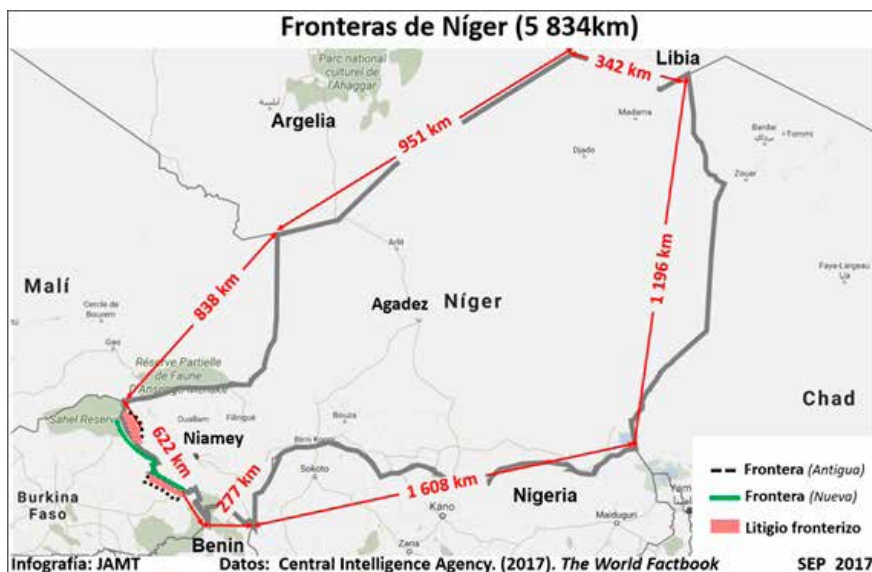 Fronteras de Níger (5 834km)
Parc national
culturel de
l'Ahaggar
Libia
342 km
Madama
Argelia
951 km
Bardai
Tommi
Djado
Zouar
Arlit
1 196 km
Malí
838 km
Agadez
Níger
Faya-Largeau
Cercle de
Bourem
Gao
Réserve Partielle
de Faune
Chad
Sahel Reserve
Ouallam
Filingué
Bouza
Niamey
622 km
Birni Konni
277 km
Sokoto
1 608 km
Nigeria
Burkina
Faso
Kano
Maiduguri
Benin
Zaria
Frontera (Antigua)
Frontera (Nueva)
Litigio fronterizo
Infografía: JAMT
Datos: Central Intelligence Agency. (2017). The World Factbook
SEP 2017